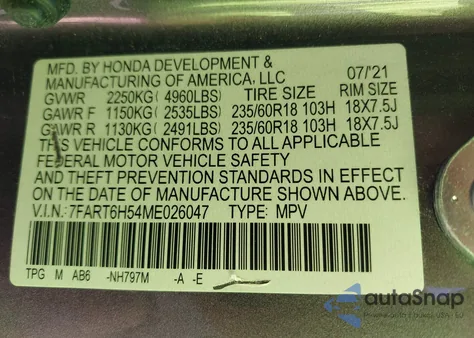 MFD. BY HONDA DEVELOPMENT &
MANUFACTURING OF AMERICA, LLC 07/'21
GVWR 2250KG ( 4960LBS) TIRE SIZE RIM SIZE
GAWR F 1150KG ( 2535LBS) 235/60R18 103H 18X7.5J
GAWR R 1130KG ( 2491LBS) 235/60R18 103H 18X7.5J
THIS VEHICLE CONFORMS TO ALL APPLICABLE
FEDERAL MOTOR VEHICLE SAFETY
AND THEFT PREVENTION STANDARDS IN EFFECT
ON THE DATE OF MANUFACTURE SHOWN ABOVE.
V.I.N.:7FART6H54ME026047 TYPE: MPV
TPG M AB6 -NH797M -A -E
autoSnap